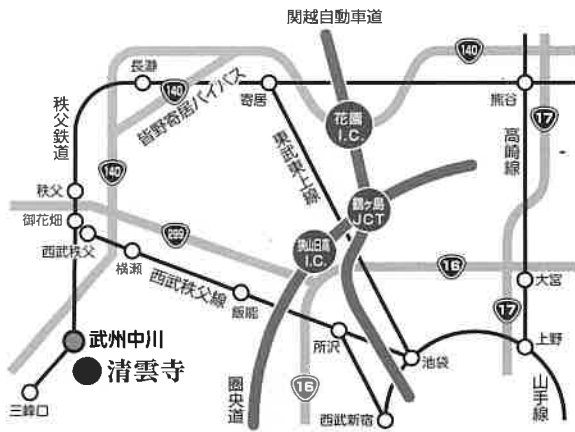 関越自動車道
140
長瀞
140
寄居
熊谷
皆野寄居バイパス
秩父鉄道
花園
I.C.
17
高崎線
東武東上線
140
秩父
鶴ヶ島
JCT
御花畑
299
西武秩父
狭山日高
I.C.
横瀬
16
西武秩父線
飯能
大宮
17
武州中川
所沢
上野
清雲寺
池袋
圏央道
16
山手線
三峰口
西武新宿